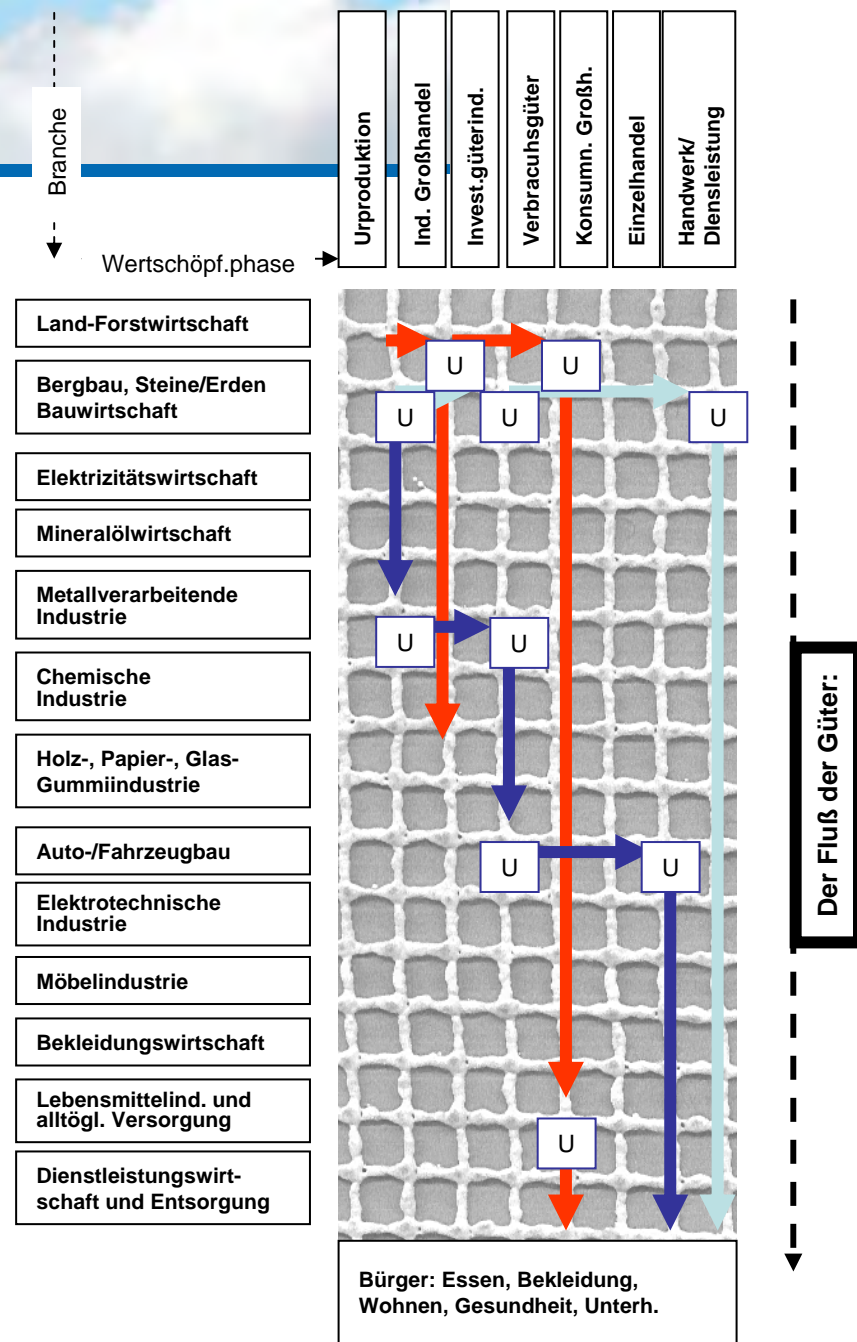 Branche
Wertschöpf.phase
Urproduktion
Ind. Großhandel
Invest.güterind.
Verbracuhsgüter
Konsumn. Großh.
Einzelhandel
Handwerk/
DIensleistung
Land-Forstwirtschaft
Bergbau, Steine/Erden
Bauwirtschaft
Elektrizitätswirtschaft
Mineralölwirtschaft
Metallverarbeitende
Industrie
Chemische
Industrie
Holz-, Papier-, Glas-
Gummiindustrie
Auto-/Fahrzeugbau
Elektrotechnische
Industrie
Möbelindustrie
Bekleidungswirtschaft
Lebensmittelind. und
alltögl. Versorgung
Dienstleistungswirt-
schaft und Entsorgung
U
U
U
U
U
U
U
U
U
U
Der Fluß der Güter:
Bürger: Essen, Bekleidung,
Wohnen, Gesundheit, Unterh.